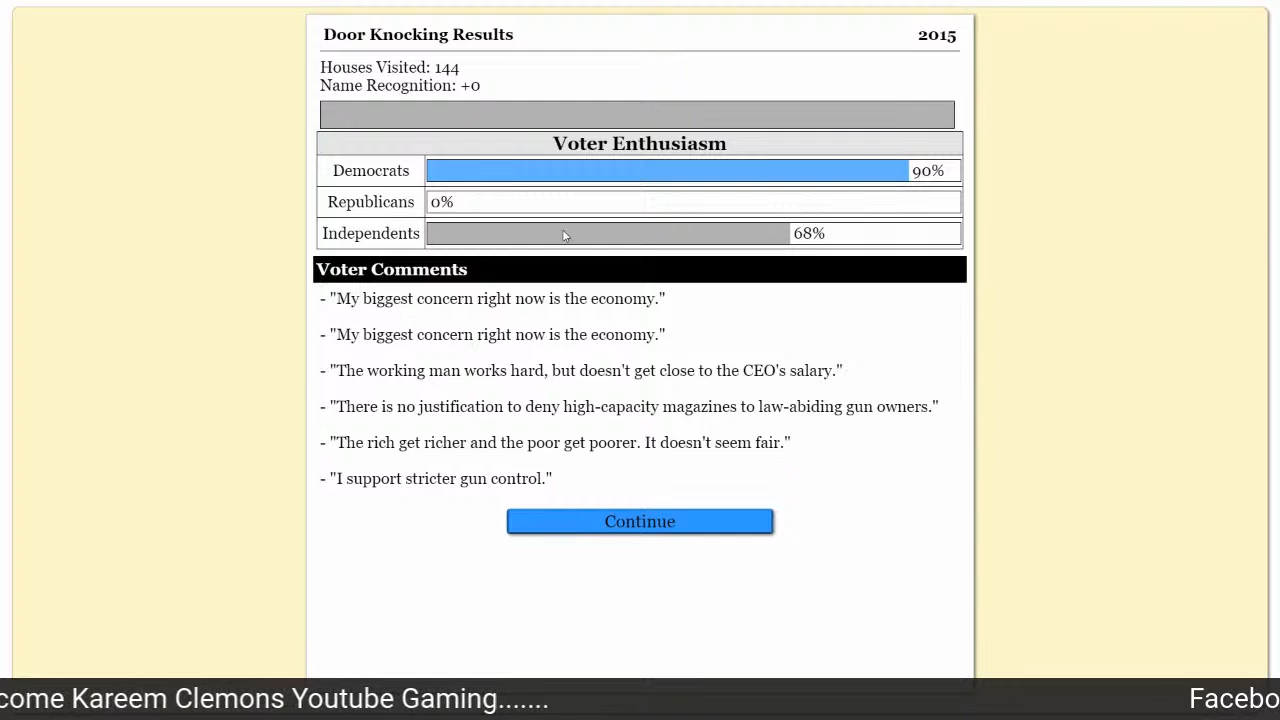 Door Knocking Results 2015
Houses Visited: 144
Name Recognition: +0
Voter Enthusiasm
Democrats 90%
Republicans 0%
Independents 68%
Voter Comments
- "My biggest concern right now is the economy."
- "My biggest concern right now is the economy."
- "The working man works hard, but doesn't get close to the CEO's salary."
- "There is no justification to deny high-capacity magazines to law-abiding gun owners."
- "The rich get richer and the poor get poorer. It doesn't seem fair."
- "I support stricter gun control."
Continue
come Kareem Clemons Youtube Gaming....... Facebo